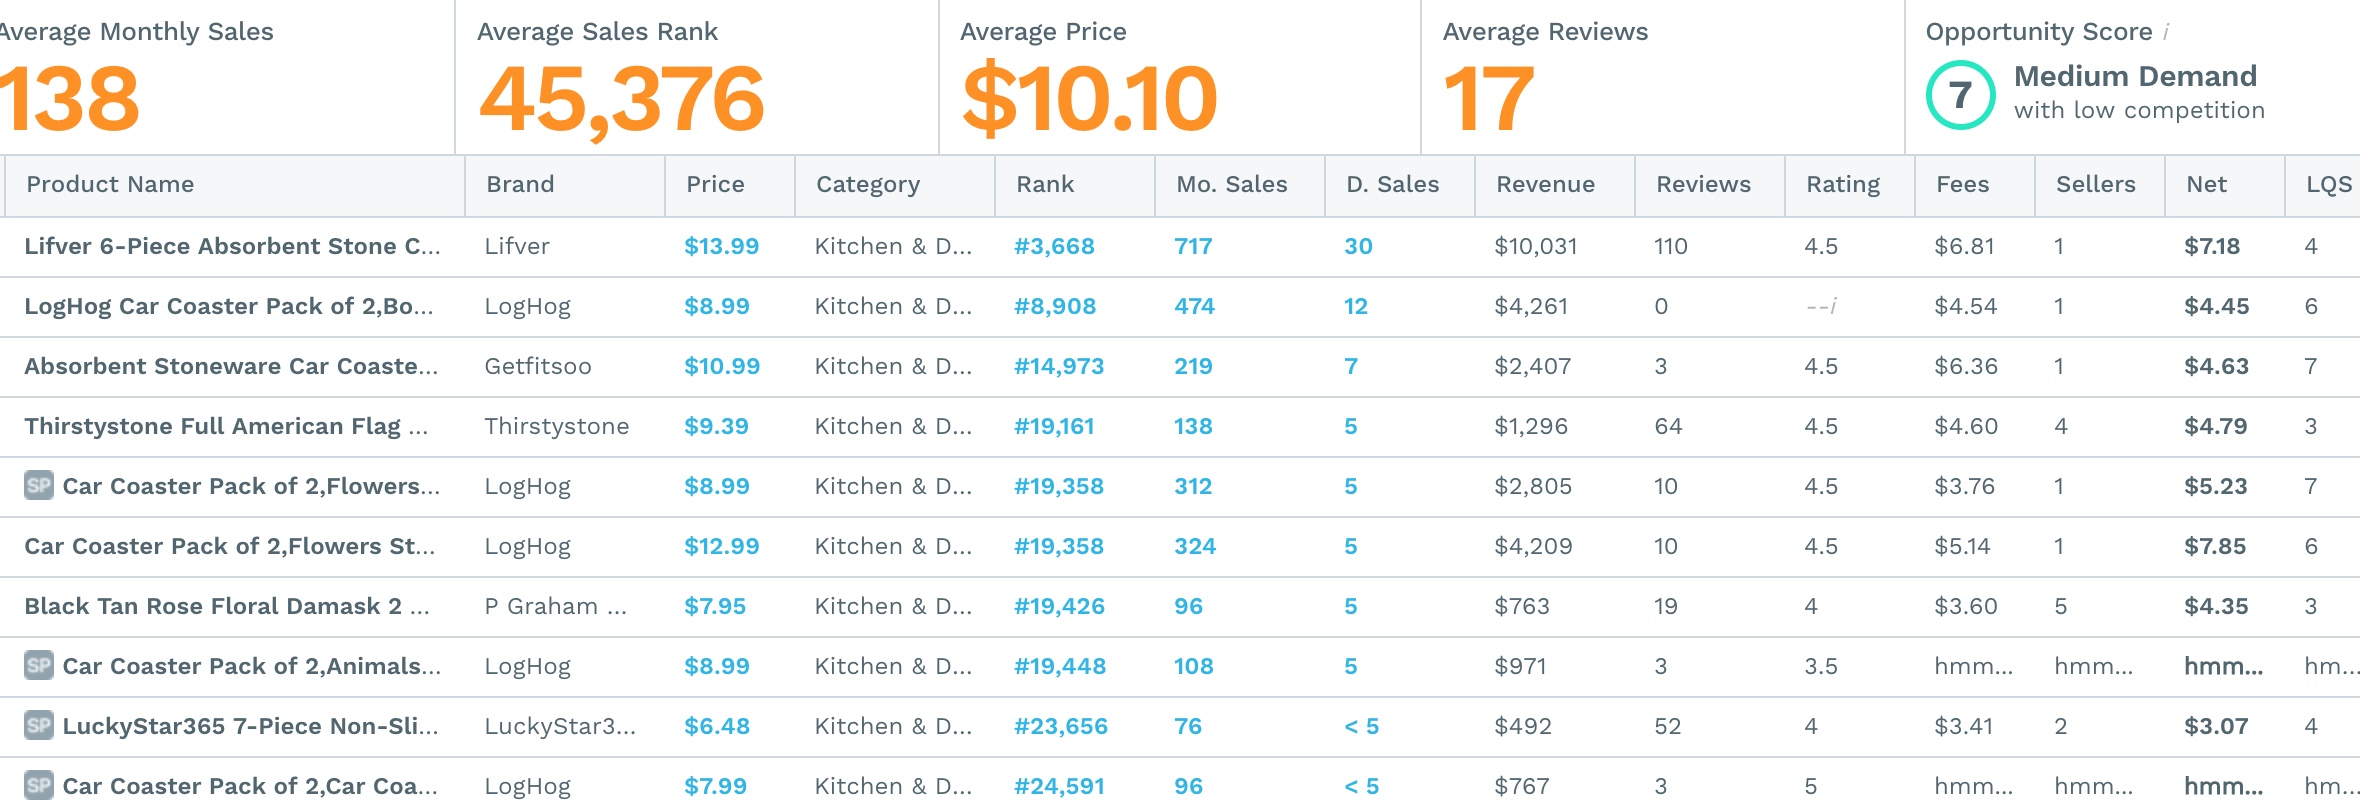 Average Monthly Sales Average Sales Rank Average Price Average Reviews Opportunity Score i
138 45,376 $10.10 17 7 Medium Demand
with low competition
Product Name Brand Price Category Rank Mo. Sales D. Sales Revenue Reviews Rating Fees Sellers Net LQS
Lifver 6-Piece Absorbent Stone C... Lifver $13.99 Kitchen & D... #3,668 717 30 $10,031 110 4.5 $6.81 1 $7.18 4
LogHog Car Coaster Pack of 2,Bo... LogHog $8.99 Kitchen & D... #8,908 474 12 $4,261 0 --i $4.54 1 $4.45 6
Absorbent Stoneware Car Coaste... Getfitsoo $10.99 Kitchen & D... #14,973 219 7 $2,407 3 4.5 $6.36 1 $4.63 7
Thirstystone Full American Flag ... Thirstystone $9.39 Kitchen & D... #19,161 138 5 $1,296 64 4.5 $4.60 4 $4.79 3
SP Car Coaster Pack of 2,Flowers... LogHog $8.99 Kitchen & D... #19,358 312 5 $2,805 10 4.5 $3.76 1 $5.23 7
Car Coaster Pack of 2,Flowers St... LogHog $12.99 Kitchen & D... #19,358 324 5 $4,209 10 4.5 $5.14 1 $7.85 6
Black Tan Rose Floral Damask 2 ... P Graham ... $7.95 Kitchen & D... #19,426 96 5 $763 19 4 $3.60 5 $4.35 3
SP Car Coaster Pack of 2,Animals... LogHog $8.99 Kitchen & D... #19,448 108 5 $971 3 3.5 hmm... hmm... hmm... hm...
SP LuckyStar365 7-Piece Non-Sli... LuckyStar3... $6.48 Kitchen & D... #23,656 76 < 5 $492 52 4 $3.41 2 $3.07 4
SP Car Coaster Pack of 2,Car Coa... LogHog $7.99 Kitchen & D... #24,591 96 < 5 $767 3 5 hmm... hmm... hmm... hm...